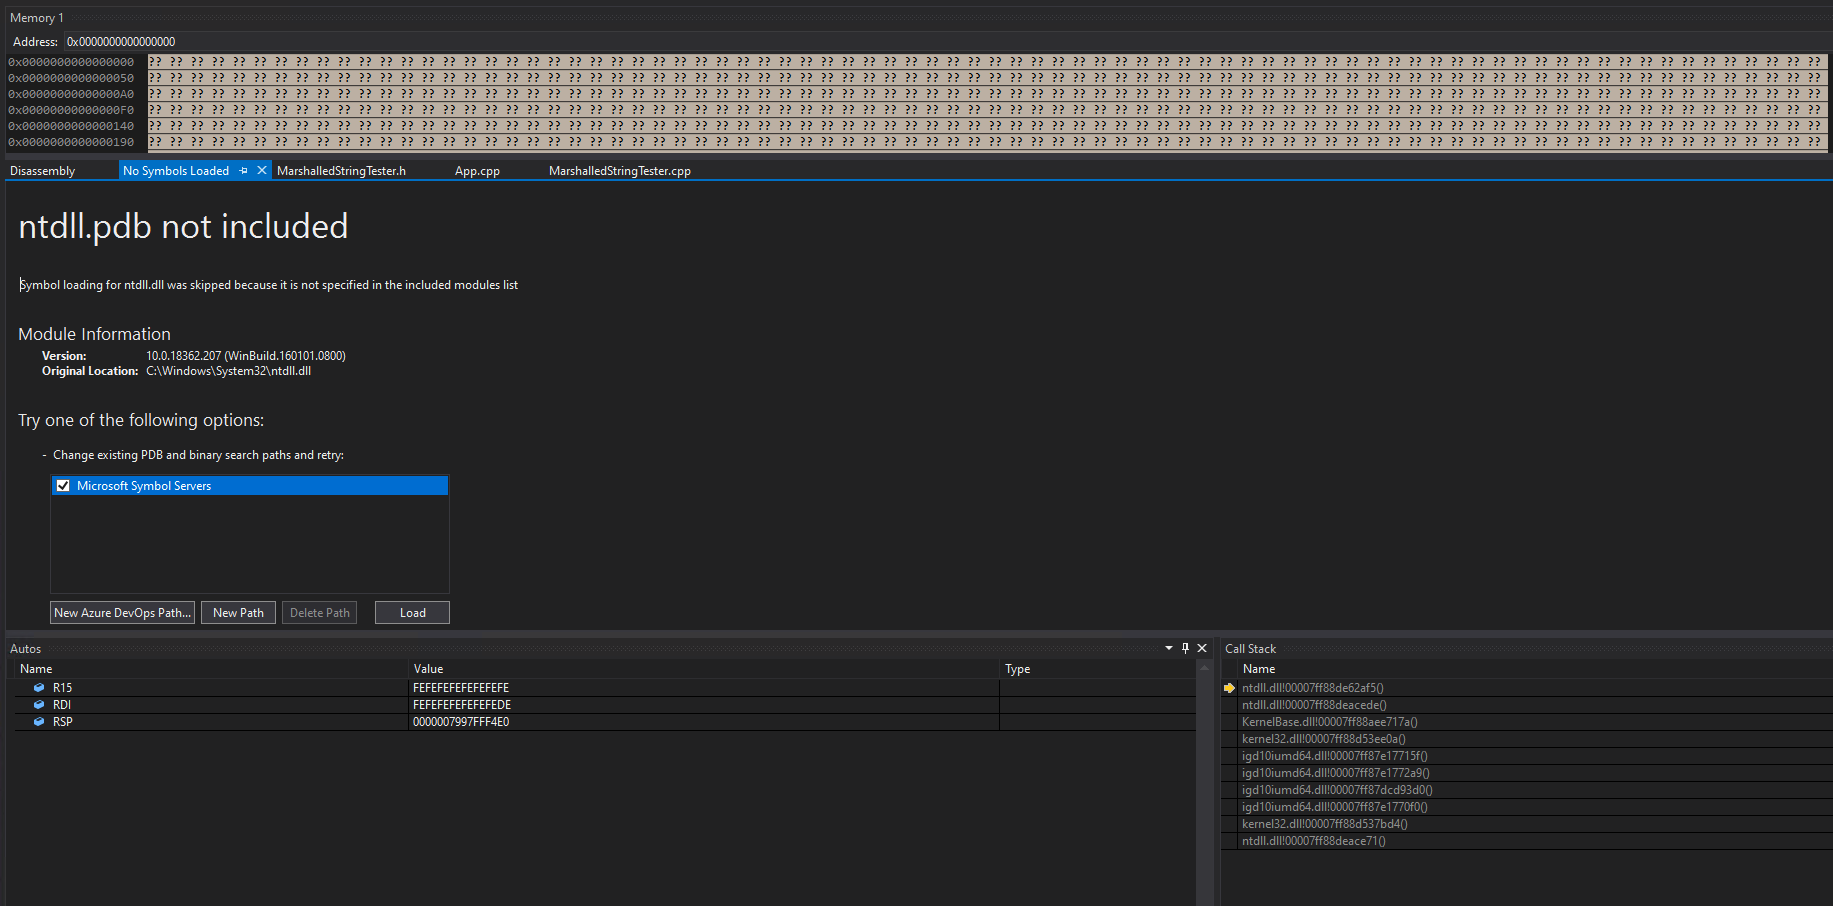 Memory 1
Address: 0x0000000000000000
0x0000000000000000 ?? ?? ?? ?? ?? ?? ?? ?? ?? ?? ?? ?? ?? ?? ?? ?? ?? ?? ?? ?? ?? ?? ?? ?? ?? ?? ?? ?? ?? ?? ?? ?? ?? ?? ?? ?? ?? ?? ?? ?? ?? ?? ?? ?? ?? ?? ?? ?? ?? ?? ?? ?? ?? ?? ?? ?? ?? ?? ?? ?? ?? ?? ?? ?? ?? ?? ?? ?? ?? ?? ?? ?? ?? ?? ?? ?? ?? ?? ?? ??
0x0000000000000050 ?? ?? ?? ?? ?? ?? ?? ?? ?? ?? ?? ?? ?? ?? ?? ?? ?? ?? ?? ?? ?? ?? ?? ?? ?? ?? ?? ?? ?? ?? ?? ?? ?? ?? ?? ?? ?? ?? ?? ?? ?? ?? ?? ?? ?? ?? ?? ?? ?? ?? ?? ?? ?? ?? ?? ?? ?? ?? ?? ?? ?? ?? ?? ?? ?? ?? ?? ?? ?? ?? ?? ?? ?? ?? ?? ?? ?? ?? ?? ??
0x00000000000000A0 ?? ?? ?? ?? ?? ?? ?? ?? ?? ?? ?? ?? ?? ?? ?? ?? ?? ?? ?? ?? ?? ?? ?? ?? ?? ?? ?? ?? ?? ?? ?? ?? ?? ?? ?? ?? ?? ?? ?? ?? ?? ?? ?? ?? ?? ?? ?? ?? ?? ?? ?? ?? ?? ?? ?? ?? ?? ?? ?? ?? ?? ?? ?? ?? ?? ?? ?? ?? ?? ?? ?? ?? ?? ?? ?? ?? ?? ?? ?? ??
0x00000000000000F0 ?? ?? ?? ?? ?? ?? ?? ?? ?? ?? ?? ?? ?? ?? ?? ?? ?? ?? ?? ?? ?? ?? ?? ?? ?? ?? ?? ?? ?? ?? ?? ?? ?? ?? ?? ?? ?? ?? ?? ?? ?? ?? ?? ?? ?? ?? ?? ?? ?? ?? ?? ?? ?? ?? ?? ?? ?? ?? ?? ?? ?? ?? ?? ?? ?? ?? ?? ?? ?? ?? ?? ?? ?? ?? ?? ?? ?? ?? ?? ??
0x0000000000000140 ?? ?? ?? ?? ?? ?? ?? ?? ?? ?? ?? ?? ?? ?? ?? ?? ?? ?? ?? ?? ?? ?? ?? ?? ?? ?? ?? ?? ?? ?? ?? ?? ?? ?? ?? ?? ?? ?? ?? ?? ?? ?? ?? ?? ?? ?? ?? ?? ?? ?? ?? ?? ?? ?? ?? ?? ?? ?? ?? ?? ?? ?? ?? ?? ?? ?? ?? ?? ?? ?? ?? ?? ?? ?? ?? ?? ?? ?? ?? ??
0x0000000000000190 ?? ?? ?? ?? ?? ?? ?? ?? ?? ?? ?? ?? ?? ?? ?? ?? ?? ?? ?? ?? ?? ?? ?? ?? ?? ?? ?? ?? ?? ?? ?? ?? ?? ?? ?? ?? ?? ?? ?? ?? ?? ?? ?? ?? ?? ?? ?? ?? ?? ?? ?? ?? ?? ?? ?? ?? ?? ?? ?? ?? ?? ?? ?? ?? ?? ?? ?? ?? ?? ?? ?? ?? ?? ?? ?? ?? ?? ?? ?? ??
Disassembly No Symbols Loaded MarshalledStringTester.h App.cpp MarshalledStringTester.cpp
ntdll.pdb not included
Symbol loading for ntdll.dll was skipped because it is not specified in the included modules list
Module Information
Version: 10.0.18362.207 (WinBuild.160101.0800)
Original Location: C:\Windows\System32\ntdll.dll
Try one of the following options:
- Change existing PDB and binary search paths and retry:
Microsoft Symbol Servers
New Azure DevOps Path... New Path Delete Path Load
Autos
Name Value Type
R15 FEFEFEFEFEFEFEFE
RDI FEFEFEFEFEFEFEDE
RSP 0000007997FFF4E0
Call Stack
Name
ntdll.dll!00007ff88de62af5()
ntdll.dll!00007ff88deacede()
KernelBase.dll!00007ff88aee717a()
kernel32.dll!00007ff88d53ee0a()
igd10iumd64.dll!00007ff87e17715f()
igd10iumd64.dll!00007ff87e1772a9()
igd10iumd64.dll!00007ff87dcd93d0()
igd10iumd64.dll!00007ff87e1770f0()
kernel32.dll!00007ff88d537bd4()
ntdll.dll!00007ff88deace71()